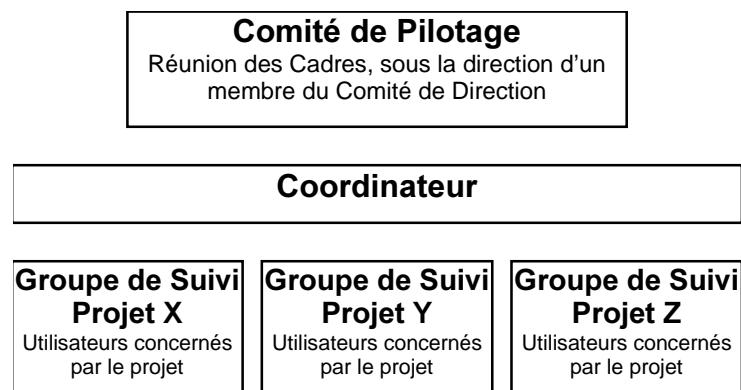 Comité de Pilotage
Réunion des Cadres, sous la direction d'un
membre du Comité de Direction
Coordinateur
Groupe de Suivi
Projet X
Utilisateurs concernés
par le projet
Groupe de Suivi
Projet Y
Utilisateurs concernés
par le projet
Groupe de Suivi
Projet Z
Utilisateurs concernés
par le projet